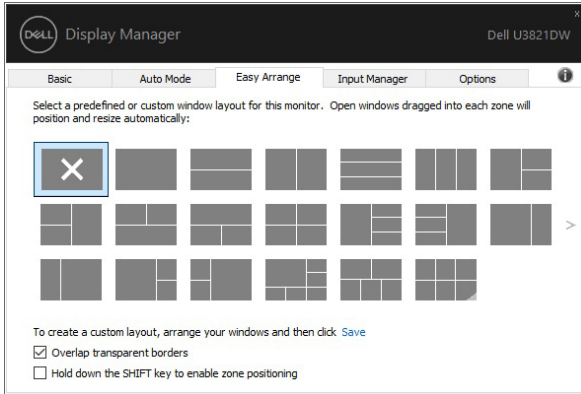 DELL Display Manager Dell U3821DW
Basic Auto Mode Easy Arrange Input Manager Options
Select a predefined or custom window layout for this monitor. Open windows dragged into each zone will
position and resize automatically:
To create a custom layout, arrange your windows and then click Save
Overlap transparent borders
Hold down the SHIFT key to enable zone positioning